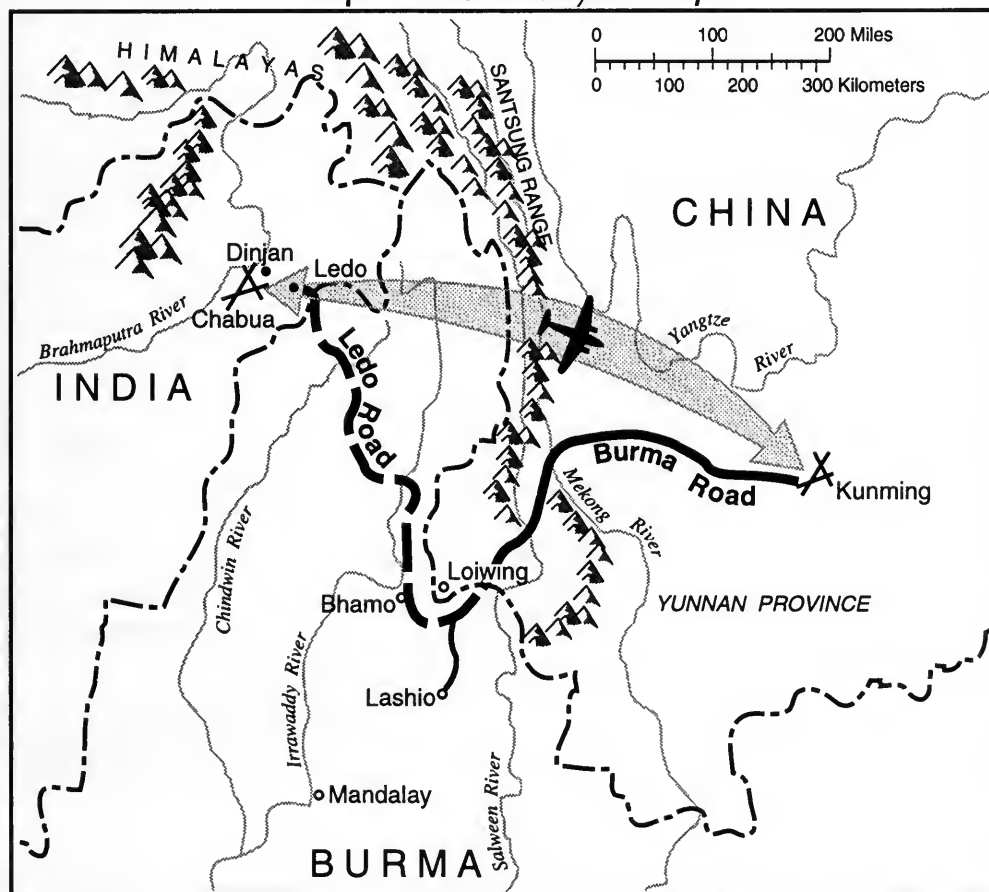 HIMALAYAS
0 100 200 Miles
0 100 200 300 Kilometers
SANTSUNG RANGE
CHINA
Dinjan
Ledo
Chabua
Brahmaputra River
INDIA
Ledo Road
Yangtze
River
Burma
Road
Kunming
Mekong
River
Chindwin River
Loiwing
Bhamo
YUNNAN PROVINCE
Irrawaddy River
Lashio
Salween River
Mandalay
BURMA